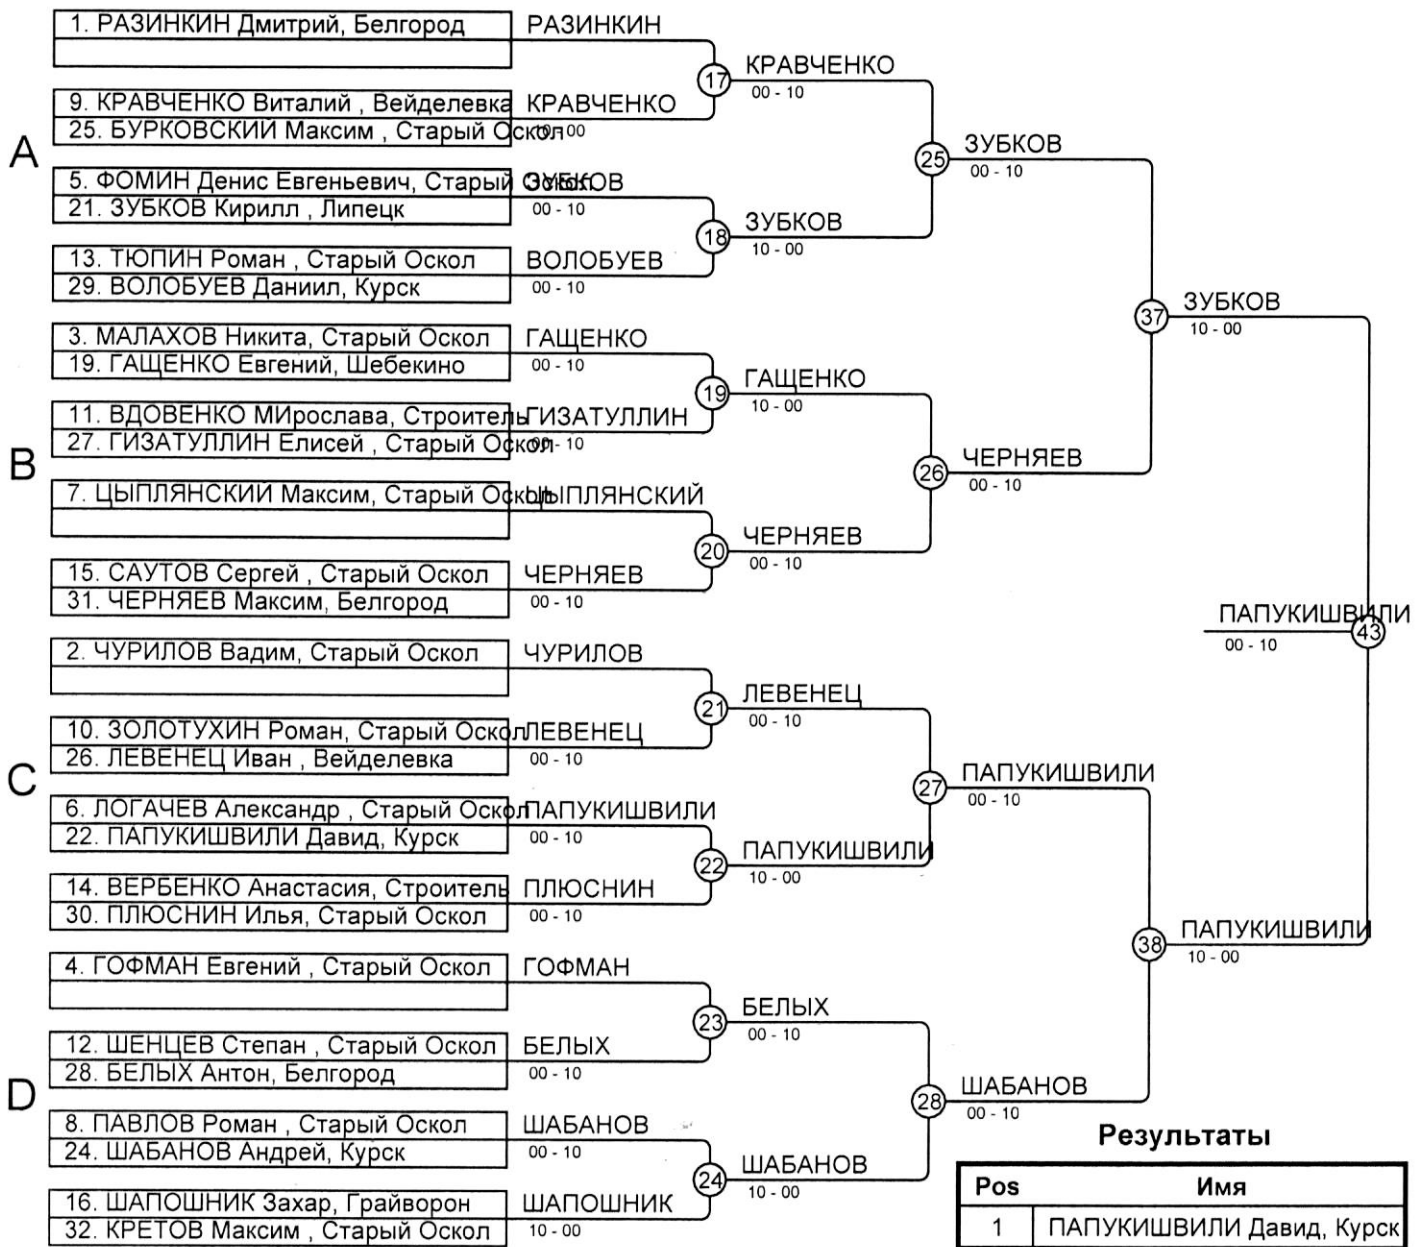 1. РАЗИНКИН Дмитрий, Белгород
РАЗИНКИН
17
КРАВЧЕНКО
00 - 10
9. КРАВЧЕНКО Виталий , Вейделевка
КРАВЧЕНКО
25. БУРКОВСКИЙ Максим , Старый Оскол
10 - 00
A
25
ЗУБКОВ
00 - 10
5. ФОМИН Денис Евгеньевич, Старый Оскол
ЗУБКОВ
21. ЗУБКОВ Кирилл , Липецк
00 - 10
18
ЗУБКОВ
10 - 00
13. ТЮПИН Роман , Старый Оскол
ВОЛОБУЕВ
29. ВОЛОБУЕВ Даниил, Курск
00 - 10
37
ЗУБКОВ
10 - 00
3. МАЛАХОВ Никита, Старый Оскол
ГАЩЕНКО
19. ГАЩЕНКО Евгений, Шебекино
00 - 10
19
ГАЩЕНКО
10 - 00
11. ВДОВЕНКО МИрослава, Строитель
ГИЗАТУЛЛИН
27. ГИЗАТУЛЛИН Елисей , Старый Оскол
00 - 10
B
26
ЧЕРНЯЕВ
00 - 10
7. ЦЫПЛЯНСКИЙ Максим, Старый Оскол
ЦЫПЛЯНСКИЙ
20
ЧЕРНЯЕВ
00 - 10
15. САУТОВ Сергей , Старый Оскол
ЧЕРНЯЕВ
31. ЧЕРНЯЕВ Максим, Белгород
00 - 10
ПАПУКИШВИЛИ
43
00 - 10
2. ЧУРИЛОВ Вадим, Старый Оскол
ЧУРИЛОВ
21
ЛЕВЕНЕЦ
00 - 10
10. ЗОЛОТУХИН Роман, Старый Оскол
ЛЕВЕНЕЦ
26. ЛЕВЕНЕЦ Иван , Вейделевка
00 - 10
C
27
ПАПУКИШВИЛИ
00 - 10
6. ЛОГАЧЕВ Александр , Старый Оскол
ПАПУКИШВИЛИ
22. ПАПУКИШВИЛИ Давид, Курск
00 - 10
22
ПАПУКИШВИЛИ
10 - 00
14. ВЕРБЕНКО Анастасия, Строитель
ПЛЮСНИН
30. ПЛЮСНИН Илья, Старый Оскол
00 - 10
38
ПАПУКИШВИЛИ
10 - 00
4. ГОФМАН Евгений , Старый Оскол
ГОФМАН
23
БЕЛЫХ
00 - 10
12. ШЕНЦЕВ Степан , Старый Оскол
БЕЛЫХ
28. БЕЛЫХ Антон, Белгород
00 - 10
D
28
ШАБАНОВ
00 - 10
8. ПАВЛОВ Роман , Старый Оскол
ШАБАНОВ
24. ШАБАНОВ Андрей, Курск
00 - 10
24
ШАБАНОВ
10 - 00
16. ШАПОШНИК Захар, Грайворон
ШАПОШНИК
32. КРЕТОВ Максим , Старый Оскол
10 - 00
Результаты
Pos Имя
1 ПАПУКИШВИЛИ Давид, Курск